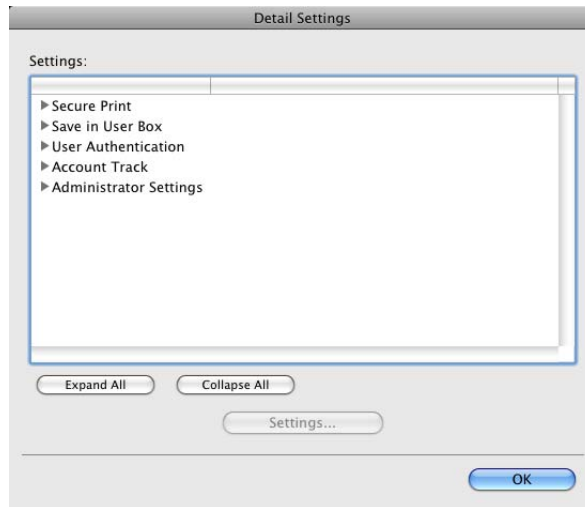 Detail Settings
Settings:
Secure Print
Save in User Box
User Authentication
Account Track
Administrator Settings
Expand All Collapse All
Settings...
OK